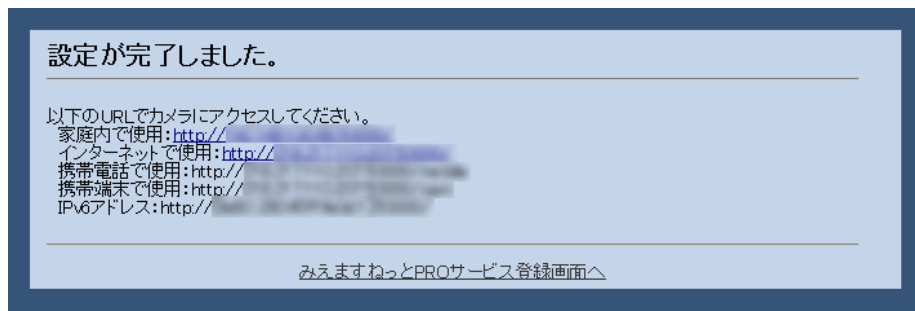 設定が完了しました。
以下のURLでカメラにアクセスしてください。
家庭内で使用:http://
インターネットで使用:http://
携帯電話で使用:http://
携帯端末で使用:http://
IPv6アドレス:http://
みえますねっとPROサービス登録画面へ